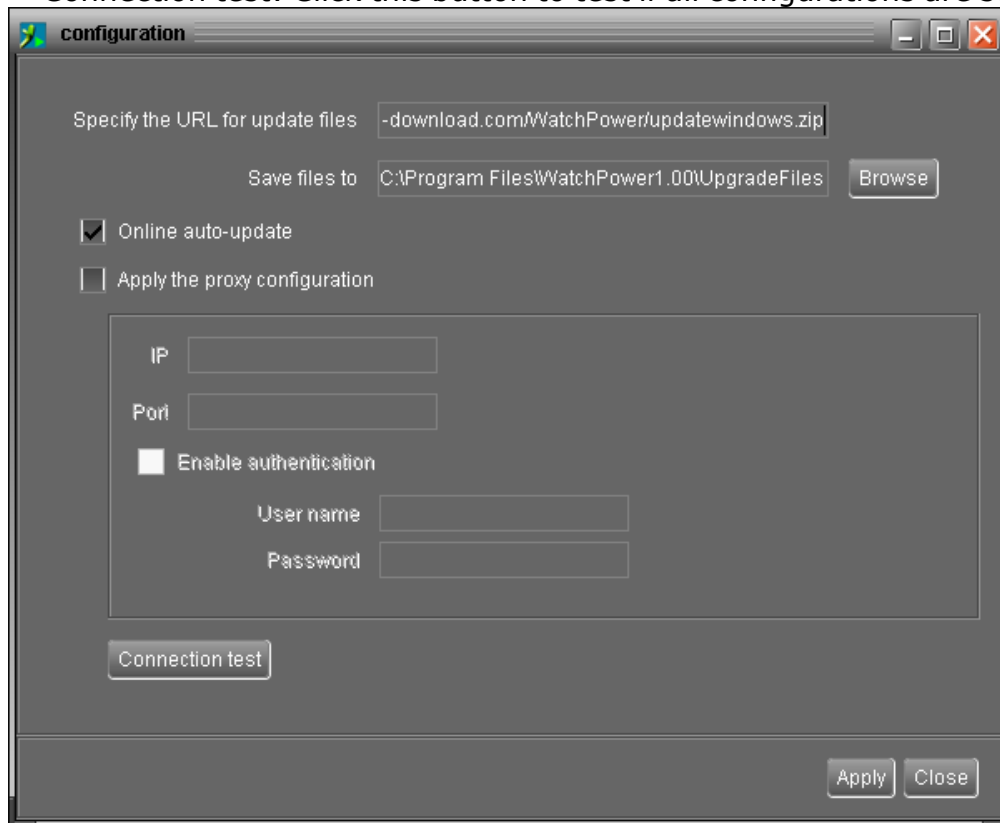 Connection test: Click this button to test if all configurations are s
configuration
Specify the URL for update files -download.com/WatchPower/updatewindows.zip
Save files to C:\Program Files\WatchPower1.00\UpgradeFiles Browse
Online auto-update
Apply the proxy configuration
IP
Port
Enable authentication
User name
Password
Connection test
Apply Close